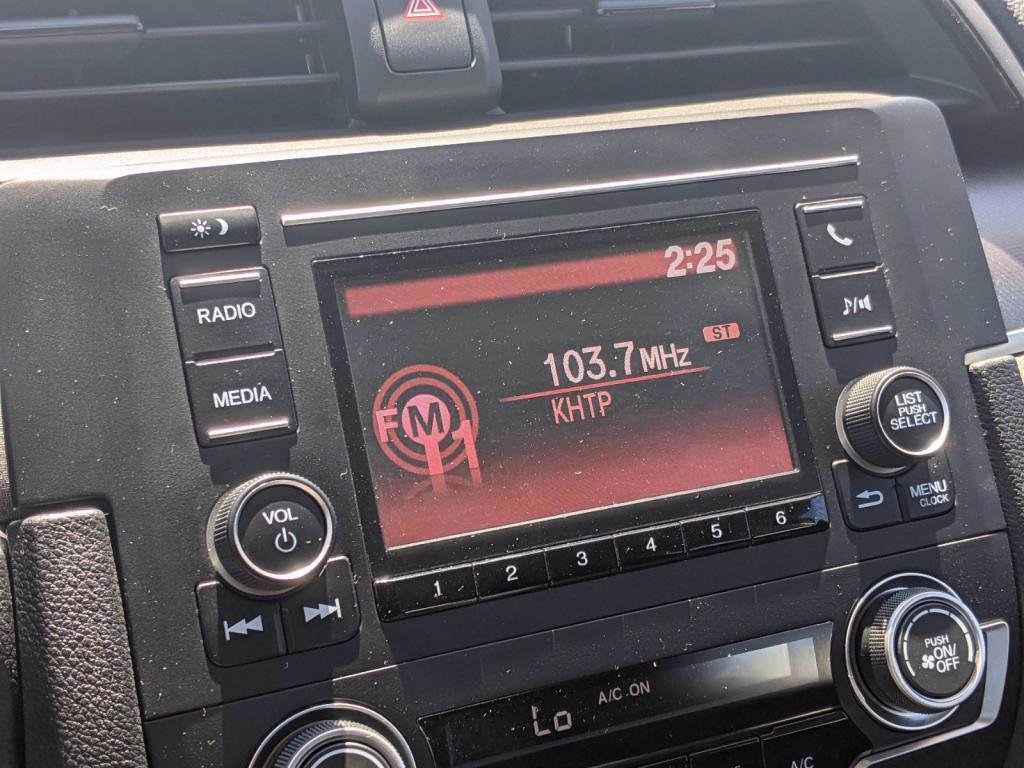 2:25
RADIO
ST
103.7 MHz
LIST
PUSH
SELECT
MEDIA
FM1
KHTP
MENU
CLOCK
VOL
1 2 3 4 5 6
PUSH
ON/
OFF
A/C ON
Lo
A/C